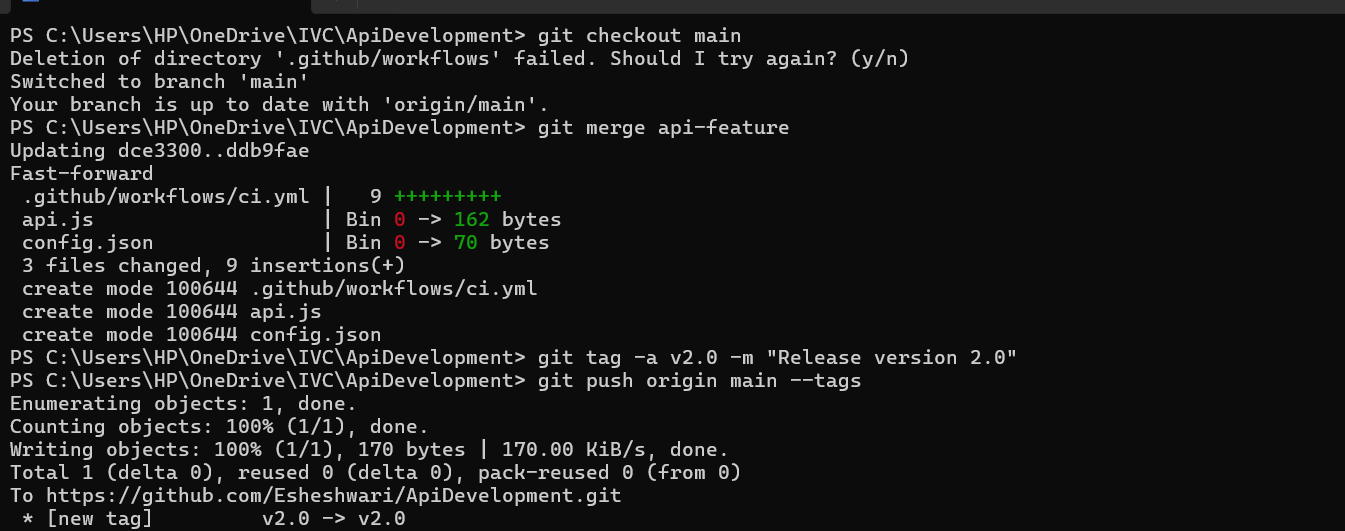 PS C:\Users\HP\OneDrive\IVC\ApiDevelopment> git checkout main
Deletion of directory '.github/workflows' failed. Should I try again? (y/n)
Switched to branch 'main'
Your branch is up to date with 'origin/main'.
PS C:\Users\HP\OneDrive\IVC\ApiDevelopment> git merge api-feature
Updating dce3300..ddb9fae
Fast-forward
 .github/workflows/ci.yml |   9 +++++++++
 api.js                   | Bin 0 -> 162 bytes
 config.json              | Bin 0 -> 70 bytes
 3 files changed, 9 insertions(+)
 create mode 100644 .github/workflows/ci.yml
 create mode 100644 api.js
 create mode 100644 config.json
PS C:\Users\HP\OneDrive\IVC\ApiDevelopment> git tag -a v2.0 -m "Release version 2.0"
PS C:\Users\HP\OneDrive\IVC\ApiDevelopment> git push origin main --tags
Enumerating objects: 1, done.
Counting objects: 100% (1/1), done.
Writing objects: 100% (1/1), 170 bytes | 170.00 KiB/s, done.
Total 1 (delta 0), reused 0 (delta 0), pack-reused 0 (from 0)
To https://github.com/Esheshwari/ApiDevelopment.git
 * [new tag]         v2.0 -> v2.0